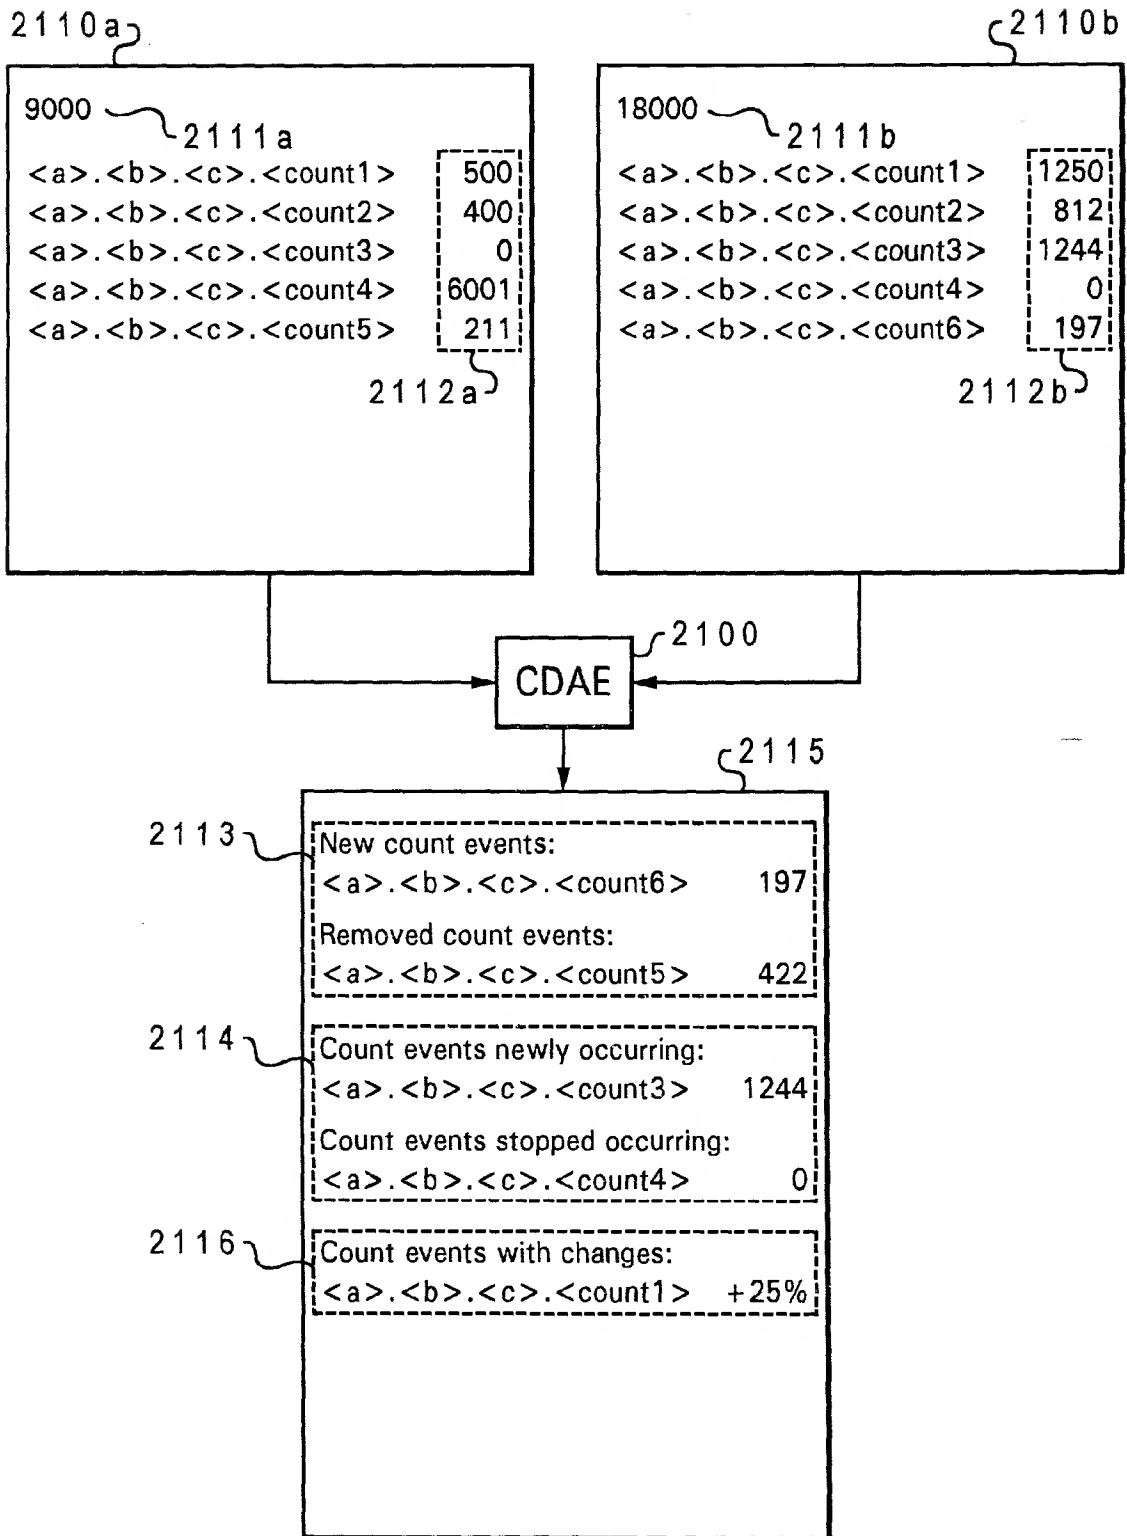 2110a
2110b
9000
2111a
<a>.<b>.<c>.<count1> 500
<a>.<b>.<c>.<count2> 400
<a>.<b>.<c>.<count3> 0
<a>.<b>.<c>.<count4> 6001
<a>.<b>.<c>.<count5> 211
2112a
18000
2111b
<a>.<b>.<c>.<count1> 1250
<a>.<b>.<c>.<count2> 812
<a>.<b>.<c>.<count3> 1244
<a>.<b>.<c>.<count4> 0
<a>.<b>.<c>.<count6> 197
2112b
2100
CDAE
2115
2113
New count events:
<a>.<b>.<c>.<count6> 197
Removed count events:
<a>.<b>.<c>.<count5> 422
2114
Count events newly occurring:
<a>.<b>.<c>.<count3> 1244
Count events stopped occurring:
<a>.<b>.<c>.<count4> 0
2116
Count events with changes:
<a>.<b>.<c>.<count1> +25%